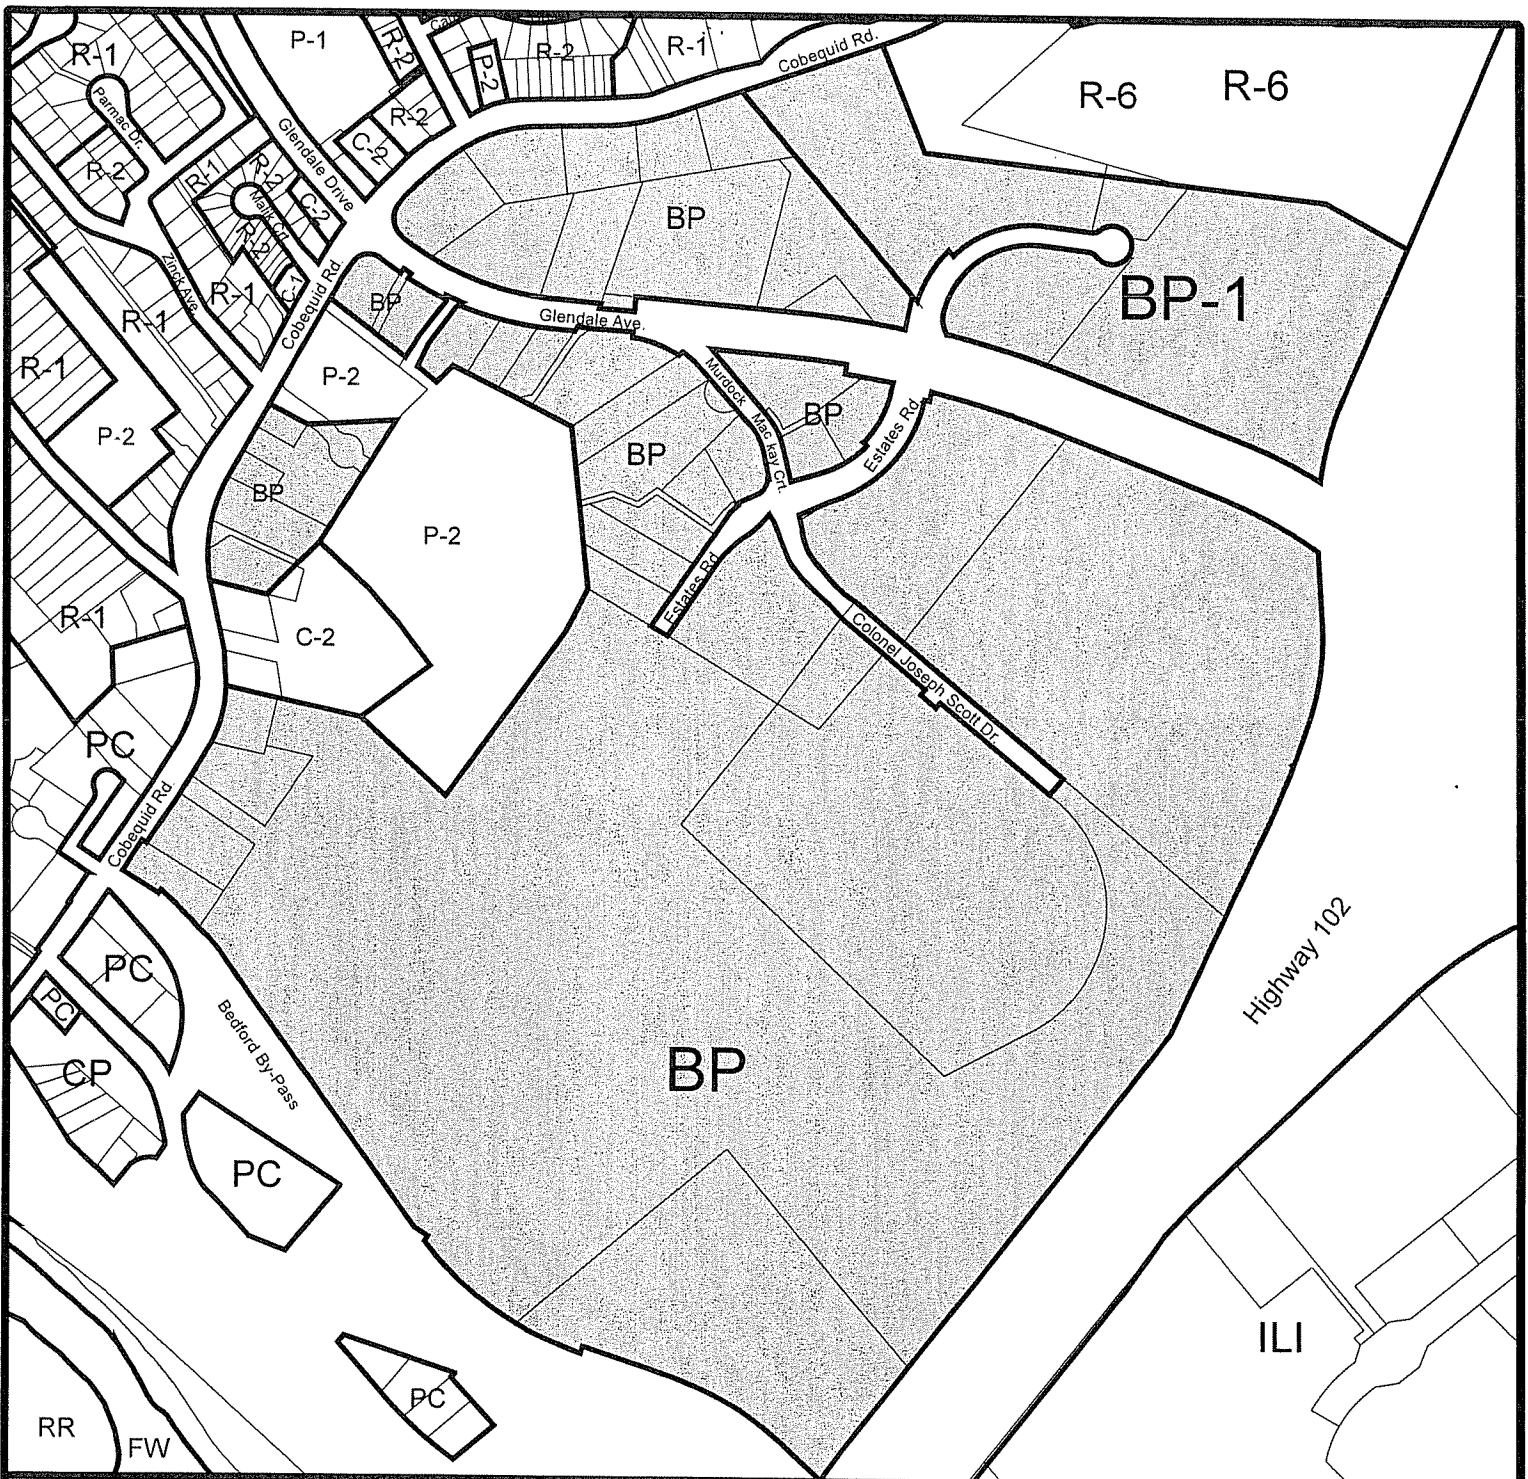 R-1
P-1
R-2
P-2
R-2
R-1
Cobequid Rd.
R-6
R-6
Parmac Dr.
R-2
Glendale Drive
R-2
C-2
R-1
R-2
C-2
Malik Crt.
R-2
BP
Zinck Ave.
R-1
C-1
Cobequid Rd.
BP
BP-1
R-1
Glendale Ave.
R-1
P-2
Murdock Mac kay Crt.
BP
Estates Rd.
P-2
BP
BP
P-2
Estates Rd
R-1
C-2
Colonel Joseph Scott Dr.
PC
Cobequid Rd.
Highway 102
PC
PC
Bedford By-Pass
CP
BP
PC
ILI
PC
RR
FW